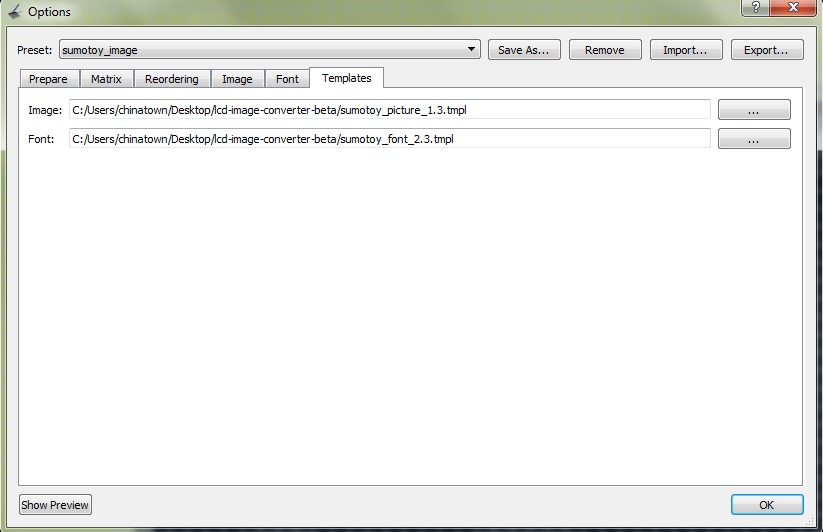 Options
Preset: sumotoy_image Save As... Remove Import... Export...
Prepare Matrix Reordering Image Font Templates
Image: C:/Users/chinatown/Desktop/lcd-image-converter-beta/sumotoy_picture_1.3.tmpl ...
Font: C:/Users/chinatown/Desktop/lcd-image-converter-beta/sumotoy_font_2.3.tmpl ...
Show Preview OK